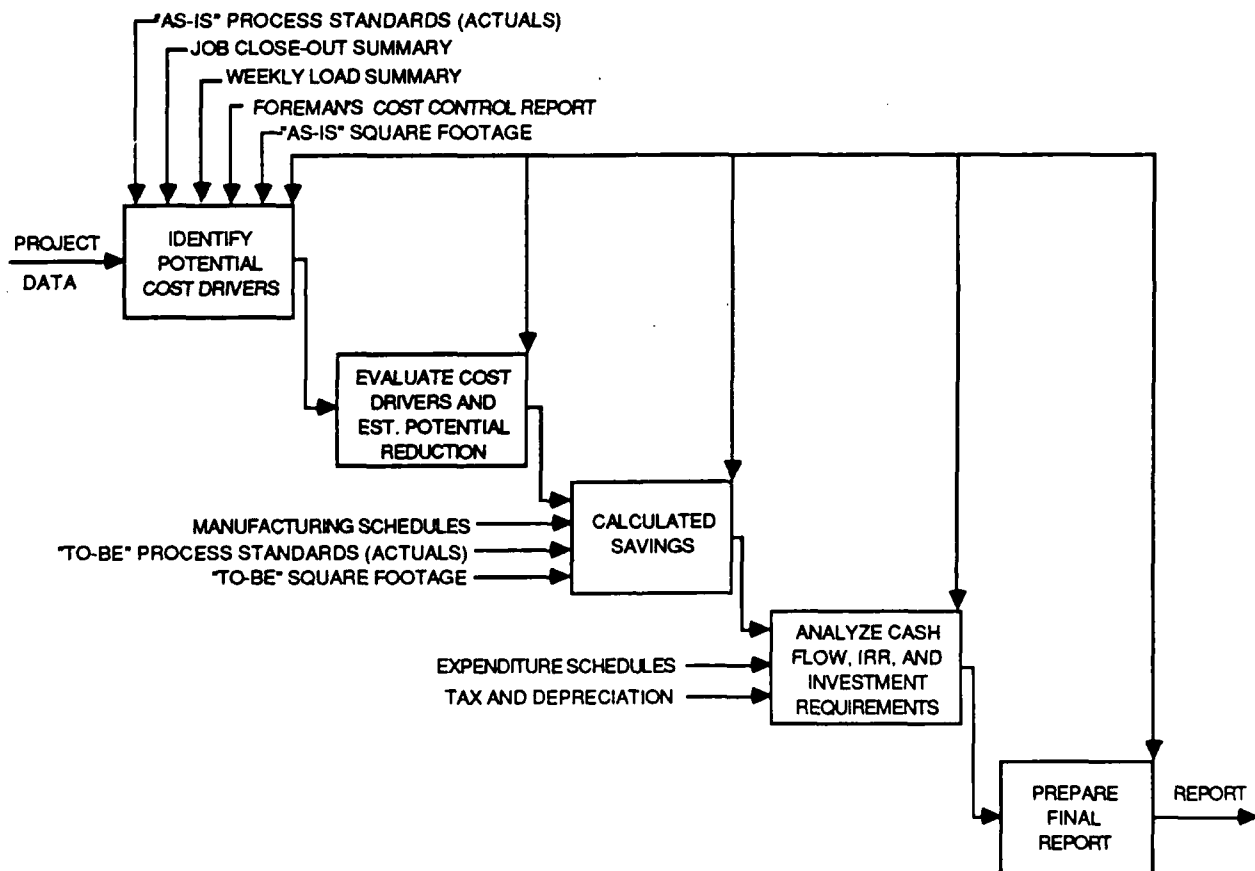 "AS-IS" PROCESS STANDARDS (ACTUALS)
JOB CLOSE-OUT SUMMARY
WEEKLY LOAD SUMMARY
FOREMAN'S COST CONTROL REPORT
"AS-IS" SQUARE FOOTAGE
PROJECT
DATA
IDENTIFY
POTENTIAL
COST DRIVERS
EVALUATE COST
DRIVERS AND
EST. POTENTIAL
REDUCTION
MANUFACTURING SCHEDULES
"TO-BE" PROCESS STANDARDS (ACTUALS)
"TO-BE" SQUARE FOOTAGE
CALCULATED
SAVINGS
EXPENDITURE SCHEDULES
TAX AND DEPRECIATION
ANALYZE CASH
FLOW, IRR, AND
INVESTMENT
REQUIREMENTS
PREPARE
FINAL
REPORT
REPORT